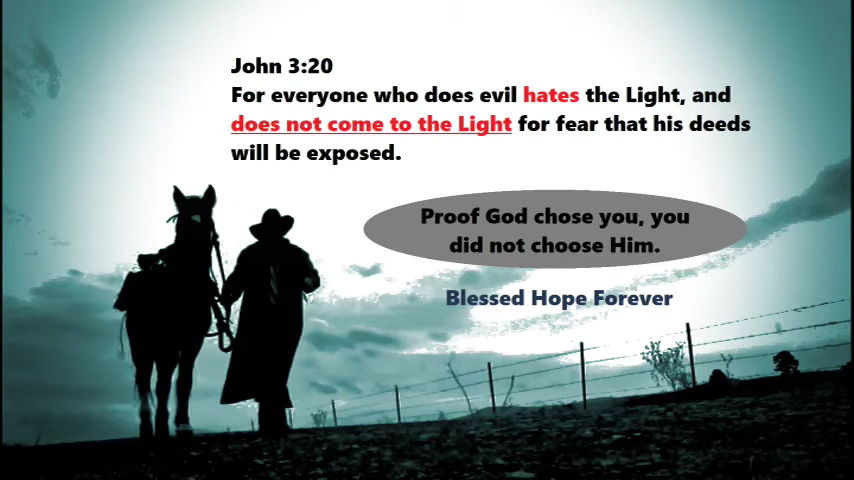 John 3:20
For everyone who does evil hates the Light, and
does not come to the Light for fear that his deeds
will be exposed.
Proof God chose you, you
did not choose Him.
Blessed Hope Forever